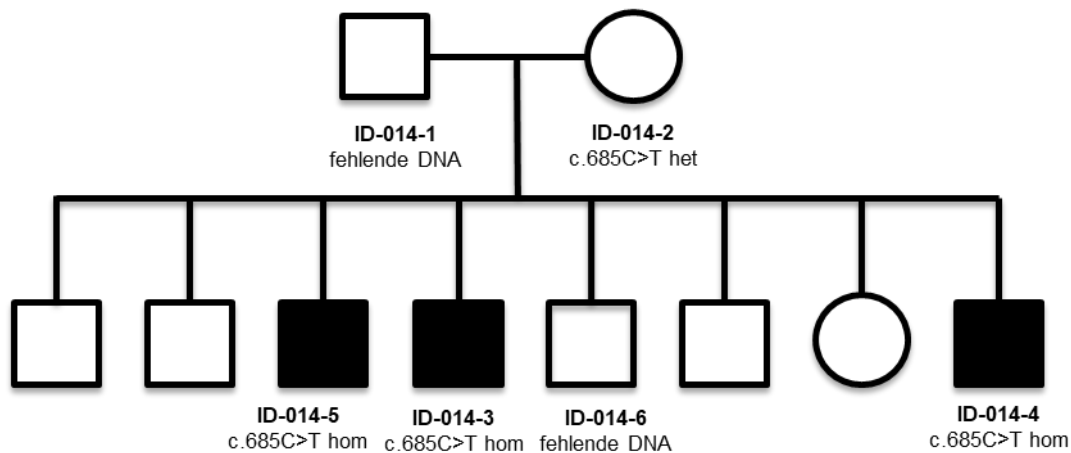 ID-014-1
fehlende DNA
ID-014-2
c.685C>T het
ID-014-5
c.685C>T hom
ID-014-3
c.685C>T hom
ID-014-6
fehlende DNA
ID-014-4
c.685C>T hom